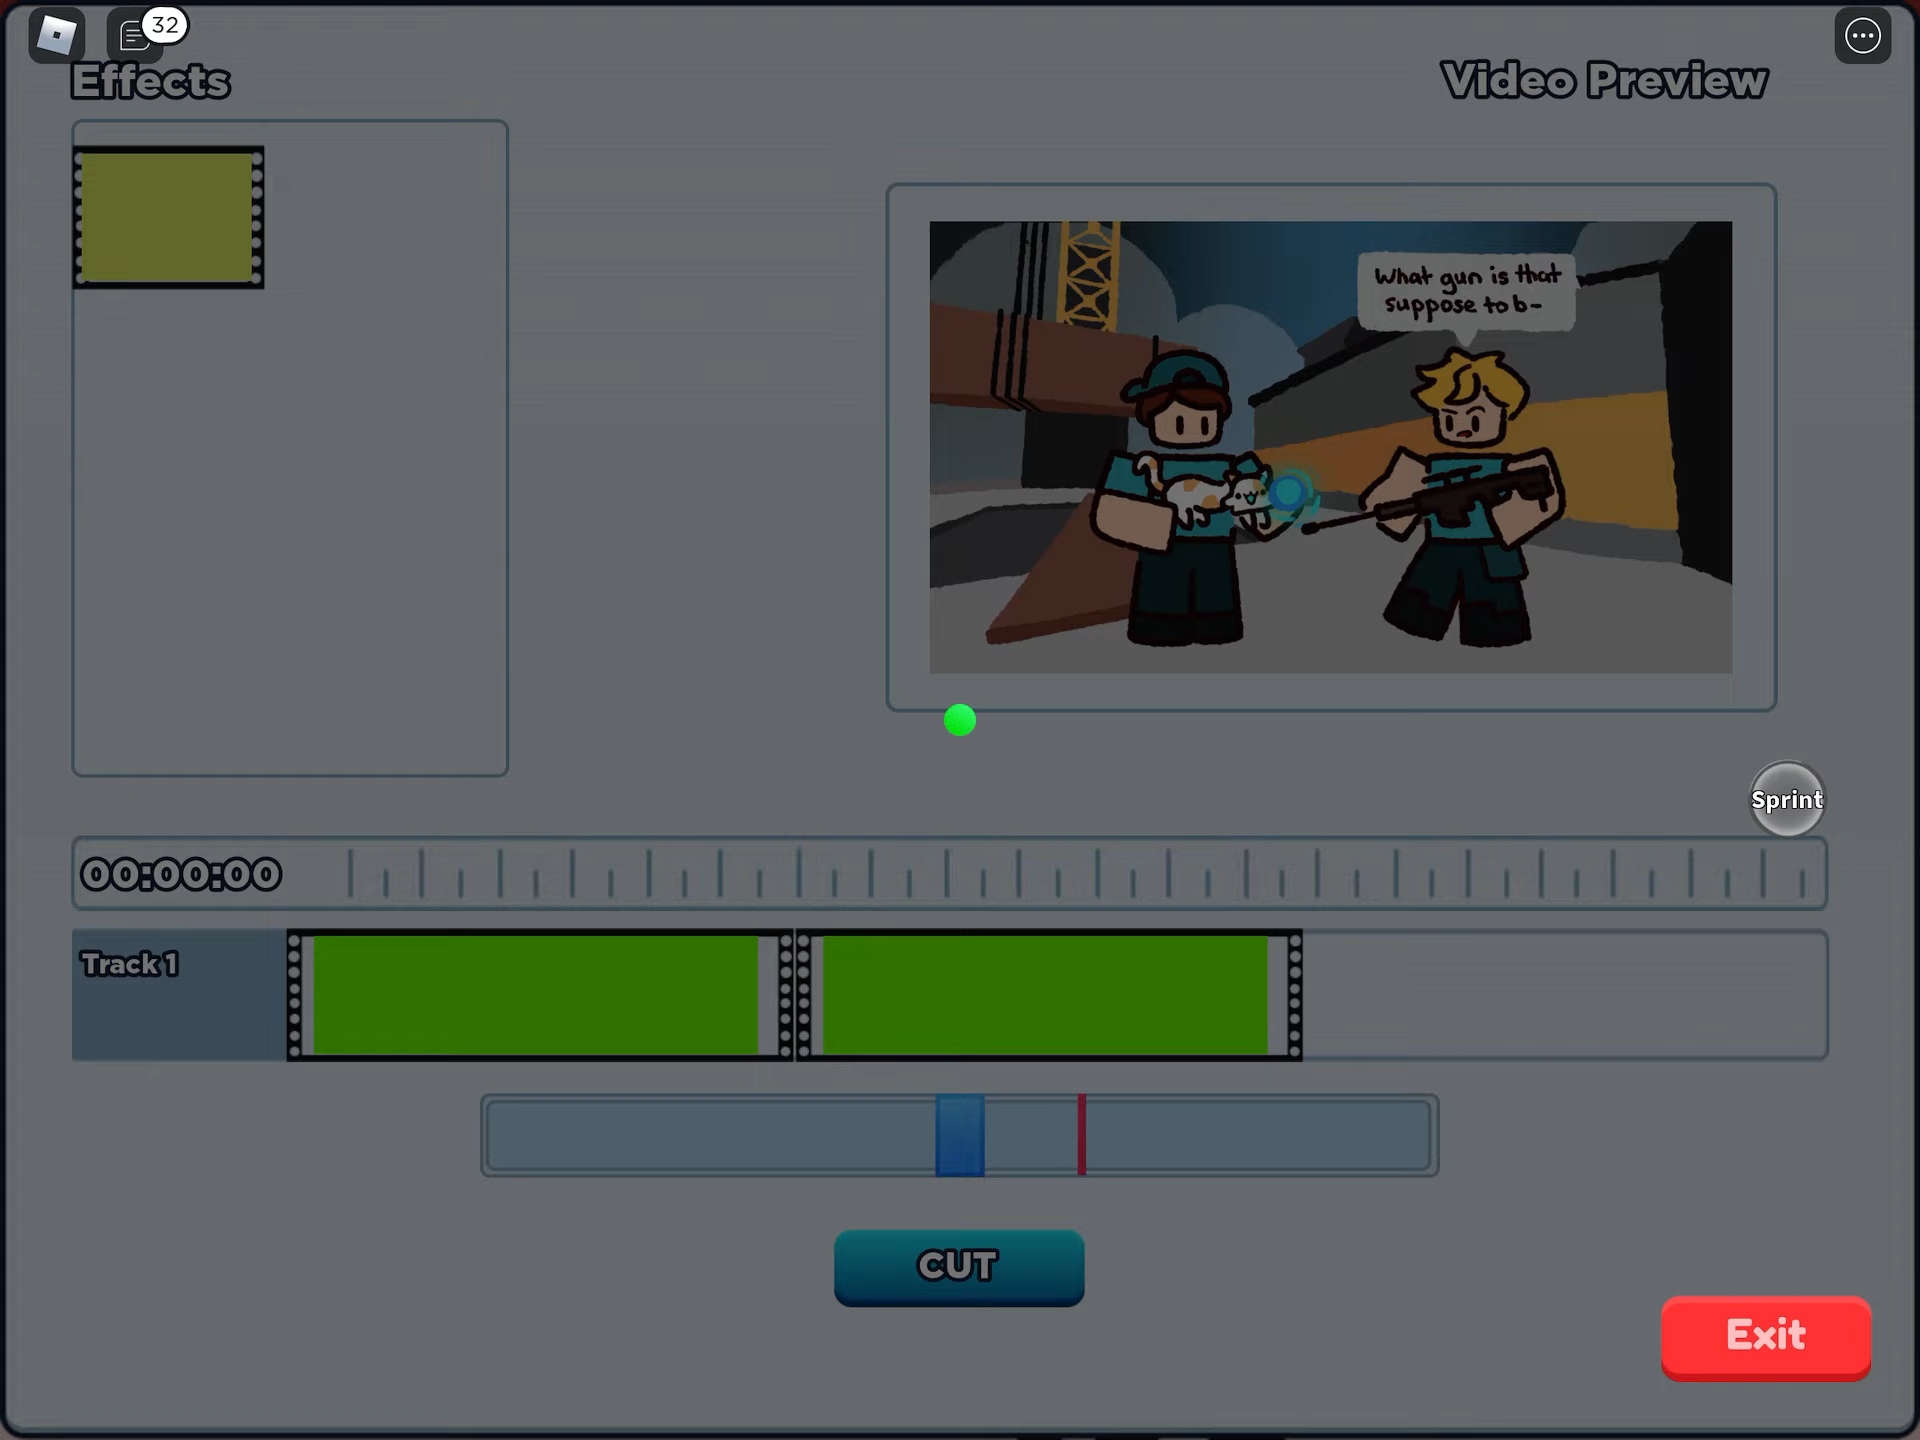 32
Effects
Video Preview
What gun is that
suppose to b-
Sprint
00:00:00
Track 1
CUT
Exit